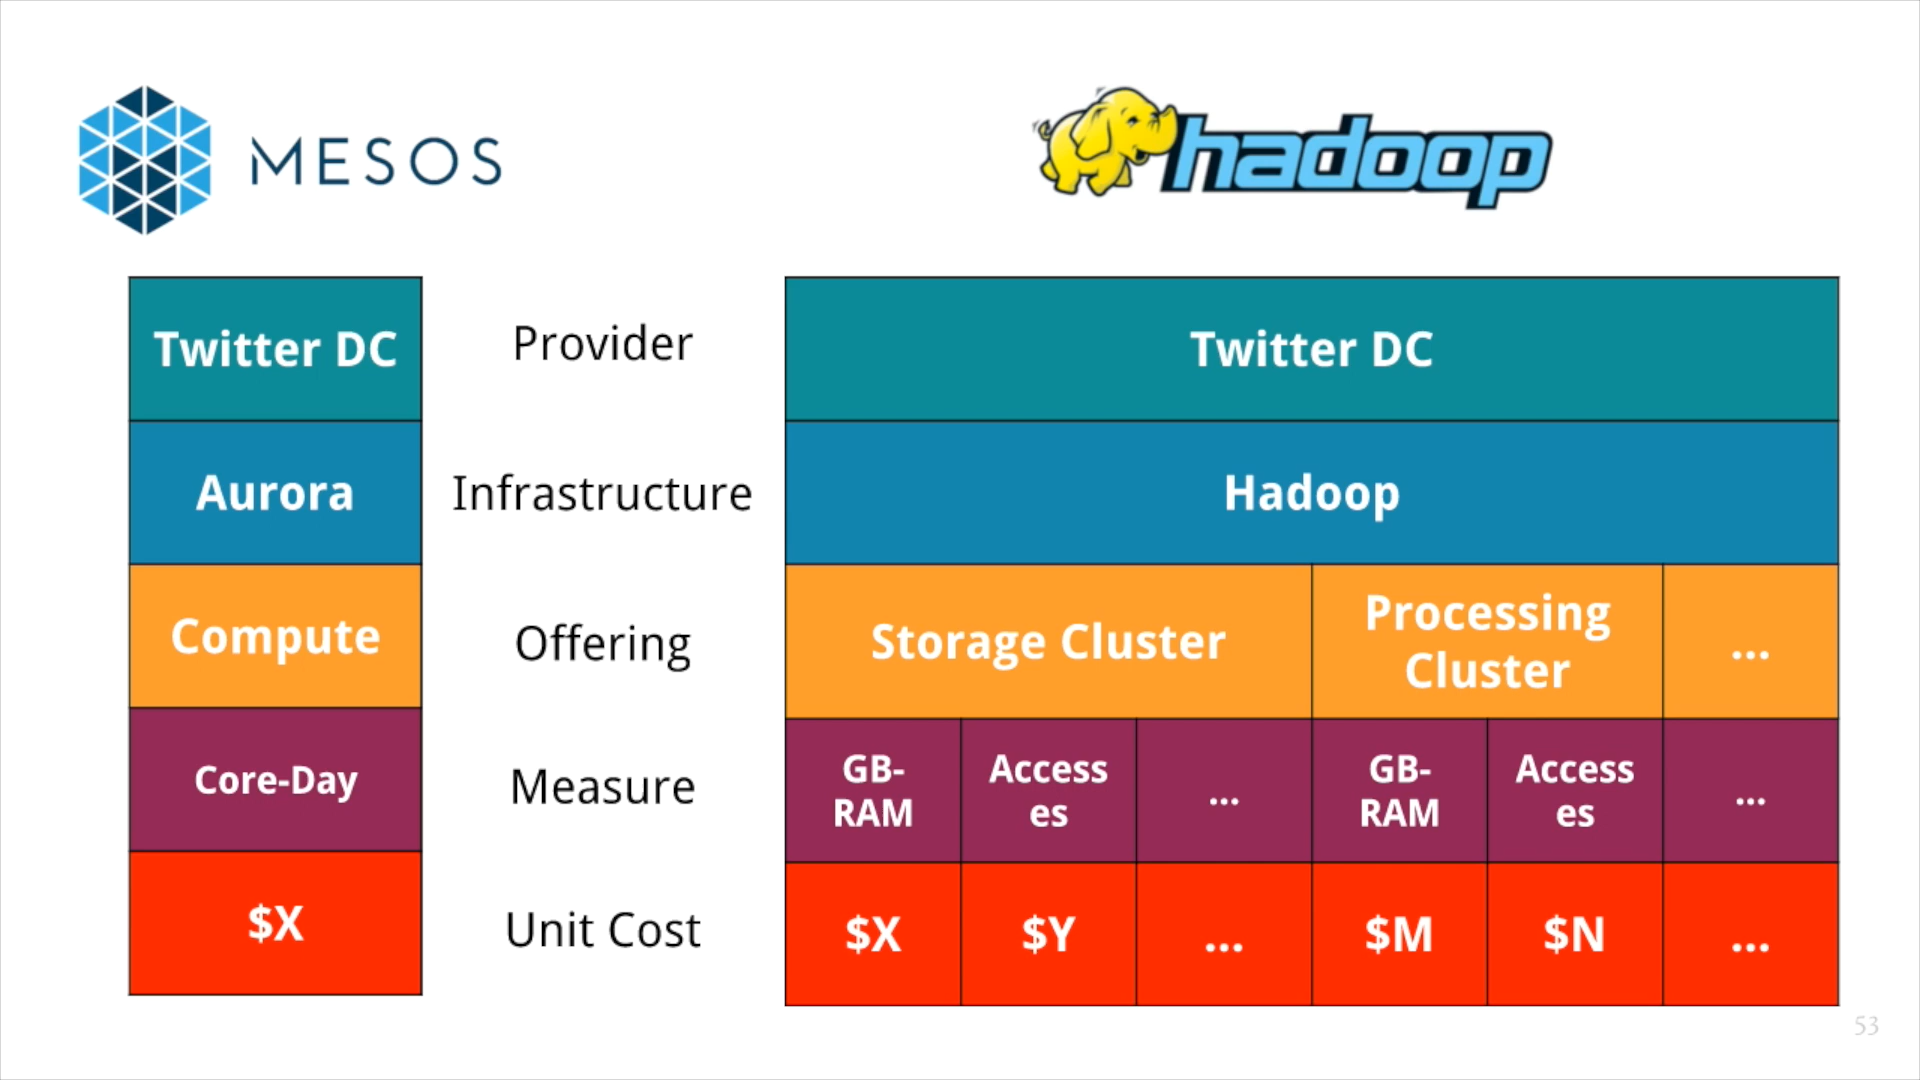 MESOS
hadoop
Twitter DC
Provider
Twitter DC
Aurora
Infrastructure
Hadoop
Compute
Offering
Storage Cluster
Processing
Cluster
...
Core-Day
Measure
GB-
RAM
Access
es
...
GB-
RAM
Access
es
...
$X
Unit Cost
$X
$Y
...
$M
$N
...
53